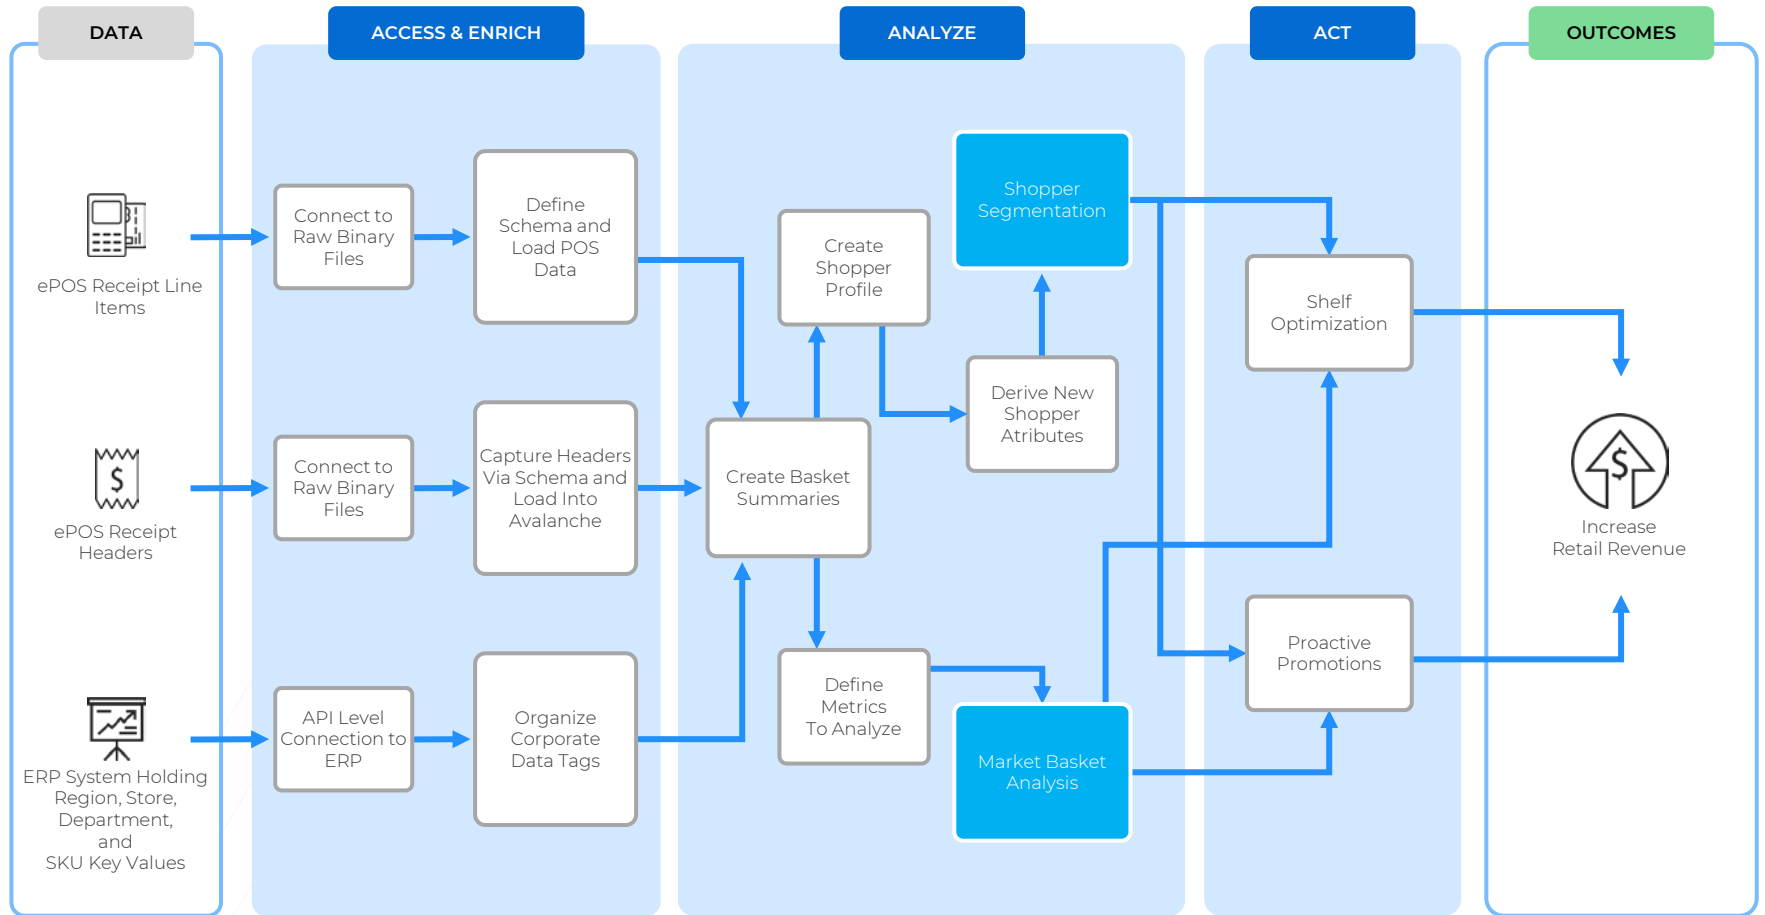 DATA
ACCESS & ENRICH
ANALYZE
ACT
OUTCOMES
ePOS Receipt Line
Items
ePOS Receipt
Headers
ERP System Holding
Region, Store,
Department,
and
SKU Key Values
Connect to
Raw Binary
Files
Define
Schema and
Load POS
Data
Connect to
Raw Binary
Files
Capture Headers
Via Schema and
Load Into
Avalanche
API Level
Connection to
ERP
Organize
Corporate
Data Tags
Create Basket
Summaries
Create
Shopper
Profile
Derive New
Shopper
Atributes
Shopper
Segmentation
Define
Metrics
To Analyze
Market Basket
Analysis
Shelf
Optimization
Proactive
Promotions
$
$
Increase
Retail Revenue